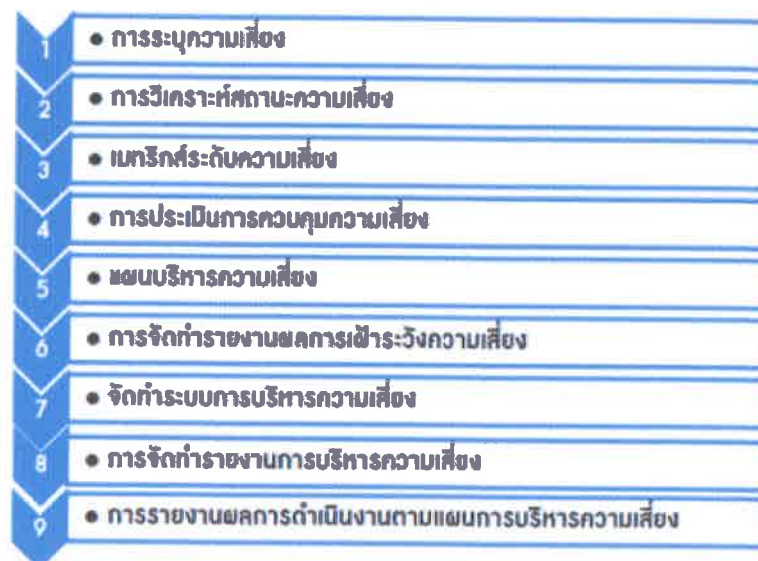 1 • การระบุความเสี่ยง
2 • การวิเคราะห์สถานะความเสี่ยง
3 • เมทริกส์ระดับความเสี่ยง
4 • การประเมินการควบคุมความเสี่ยง
5 • แผนบริหารความเสี่ยง
6 • การจัดทำรายงานผลการเฝ้าระวังความเสี่ยง
7 • จัดทำระบบการบริหารความเสี่ยง
8 • การจัดทำรายงานการบริหารความเสี่ยง
9 • การรายงานผลการดำเนินงานตามแผนการบริหารความเสี่ยง